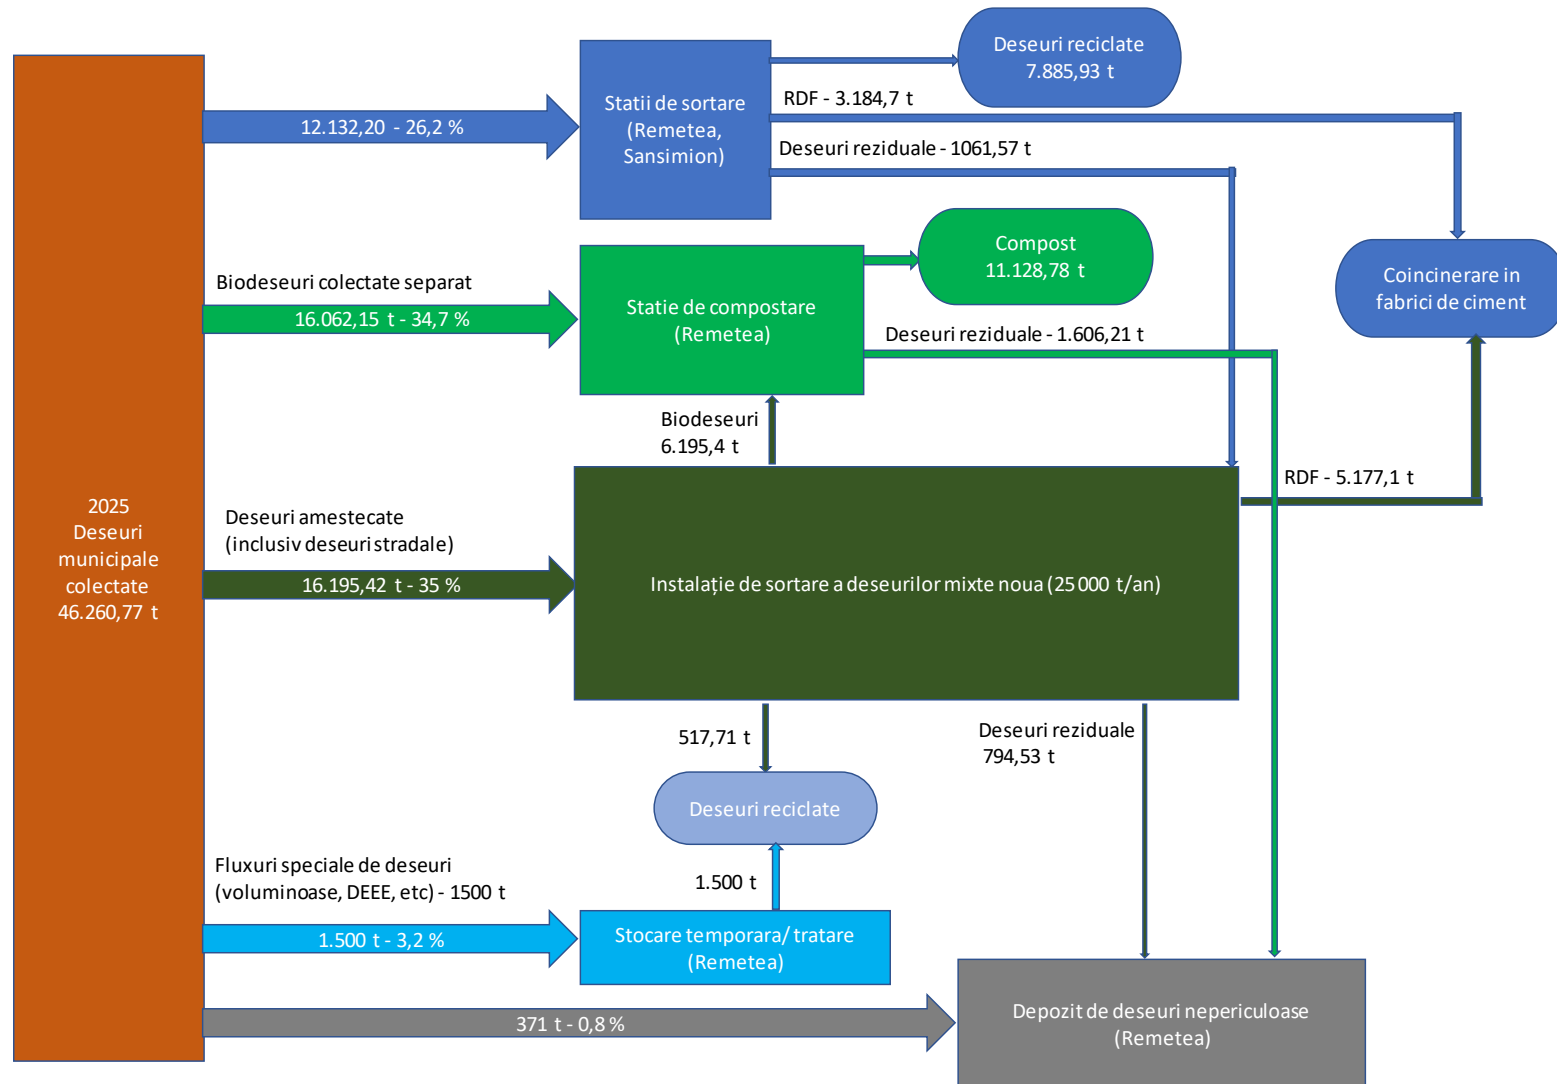 2025
Deseuri
municipale
colectate
46.260,77 t
12.132,20 - 26,2 %
Statii de sortare
(Remetea,
Sansimion)
Deseuri reciclate
7.885,93 t
RDF - 3.184,7 t
Deseuri reziduale - 1061,57 t
Biodeseuri colectate separat
16.062,15 t - 34,7 %
Statie de compostare
(Remetea)
Compost
11.128,78 t
Deseuri reziduale - 1.606,21 t
Coincinerare in
fabrici de ciment
Biodeseuri
6.195,4 t
RDF - 5.177,1 t
Deseuri amestecate
(inclusiv deseuri stradale)
16.195,42 t - 35 %
Instalație de sortare a deseurilor mixte noua (25 000 t/an)
517,71 t
Deseuri reziduale
794,53 t
Deseuri reciclate
Fluxuri speciale de deseuri
(voluminoase, DEEE, etc) - 1500 t
1.500 t
1.500 t - 3,2 %
Stocare temporara/ tratare
(Remetea)
371 t - 0,8 %
Depozit de deseuri nepericuloase
(Remetea)